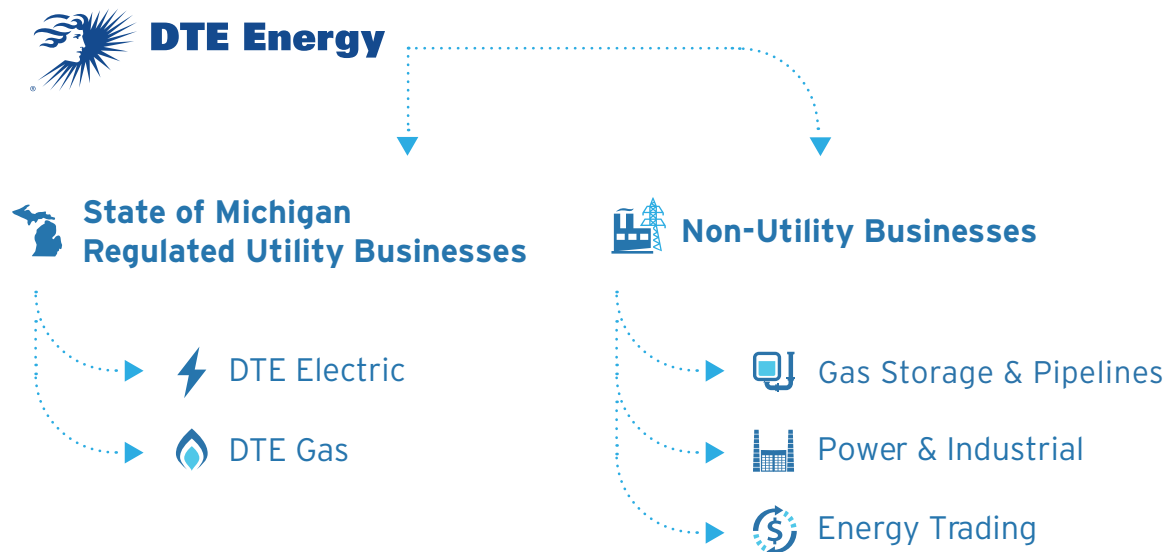 DTE Energy
®
State of Michigan
Regulated Utility Businesses
Non-Utility Businesses
DTE Electric
DTE Gas
Gas Storage & Pipelines
Power & Industrial
$
Energy Trading